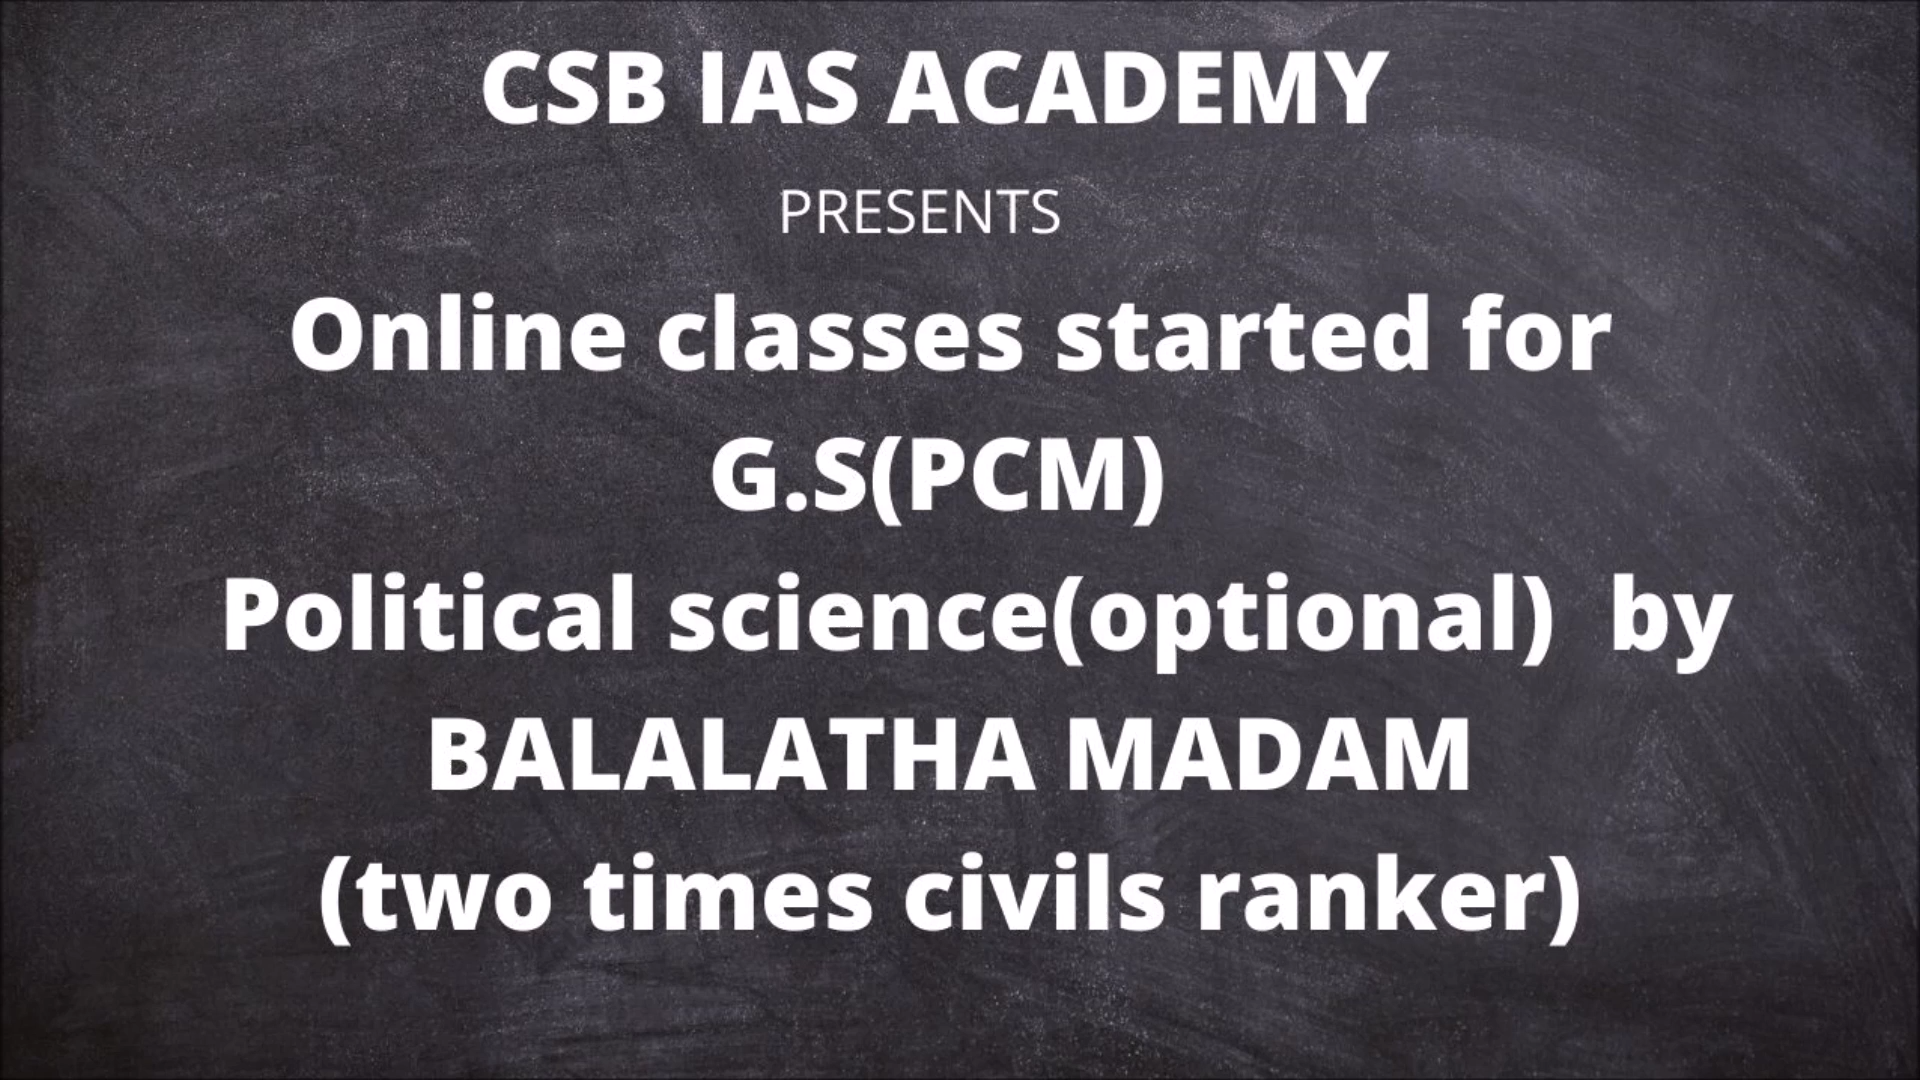 CSB IAS ACADEMY
PRESENTS
Online classes started for
G.S(PCM)
Political science(optional) by
BALALATHA MADAM
(two times civils ranker)